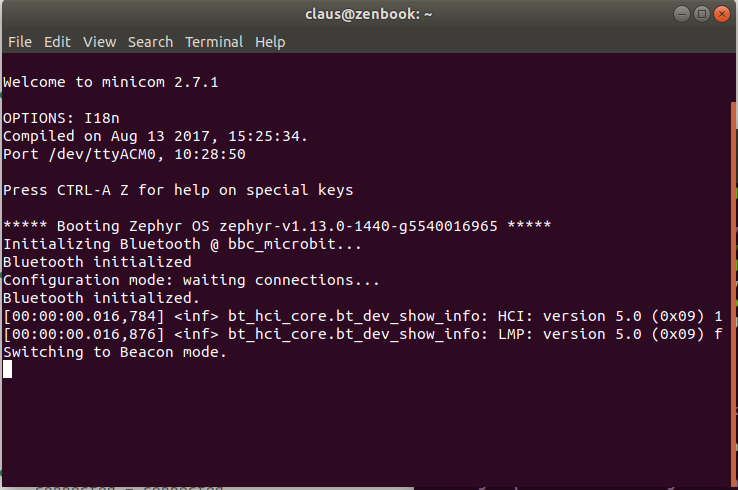 claus@zenbook: ~
File Edit View Search Terminal Help
Welcome to minicom 2.7.1
OPTIONS: I18n
Compiled on Aug 13 2017, 15:25:34.
Port /dev/ttyACM0, 10:28:50
Press CTRL-A Z for help on special keys
***** Booting Zephyr OS zephyr-v1.13.0-1440-g5540016965 *****
Initializing Bluetooth @ bbc_microbit...
Bluetooth initialized
Configuration mode: waiting connections...
Bluetooth initialized.
[00:00:00.016,784] <inf> bt_hci_core.bt_dev_show_info: HCI: version 5.0 (0x09) 1
[00:00:00.016,876] <inf> bt_hci_core.bt_dev_show_info: LMP: version 5.0 (0x09) f
Switching to Beacon mode.